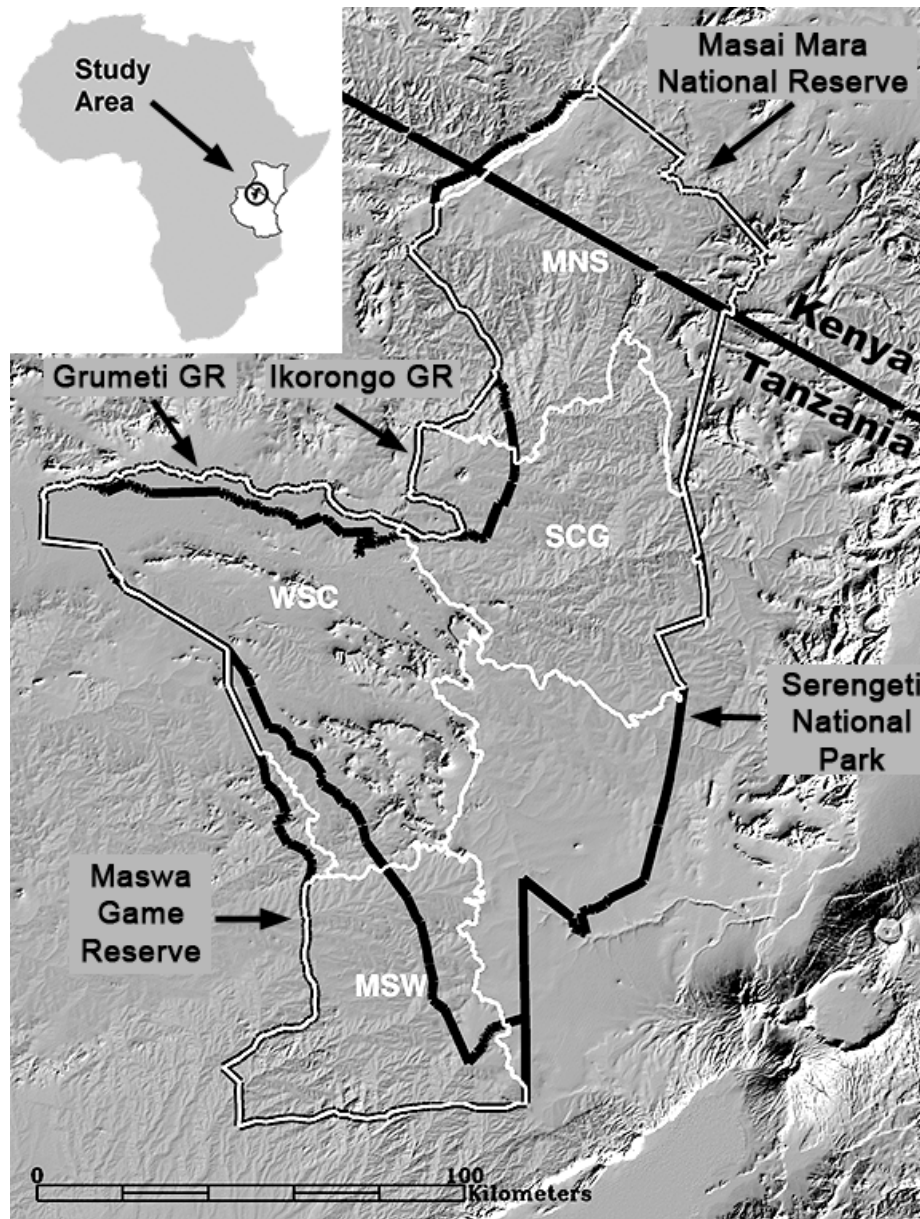 Study
Area
Masai Mara
National Reserve
MNS
Kenya
Tanzania
Grumeti GR
Ikorongo GR
SCG
WSC
Serengeti
National
Park
Maswa
Game
Reserve
MSW
0
100
Kilometers